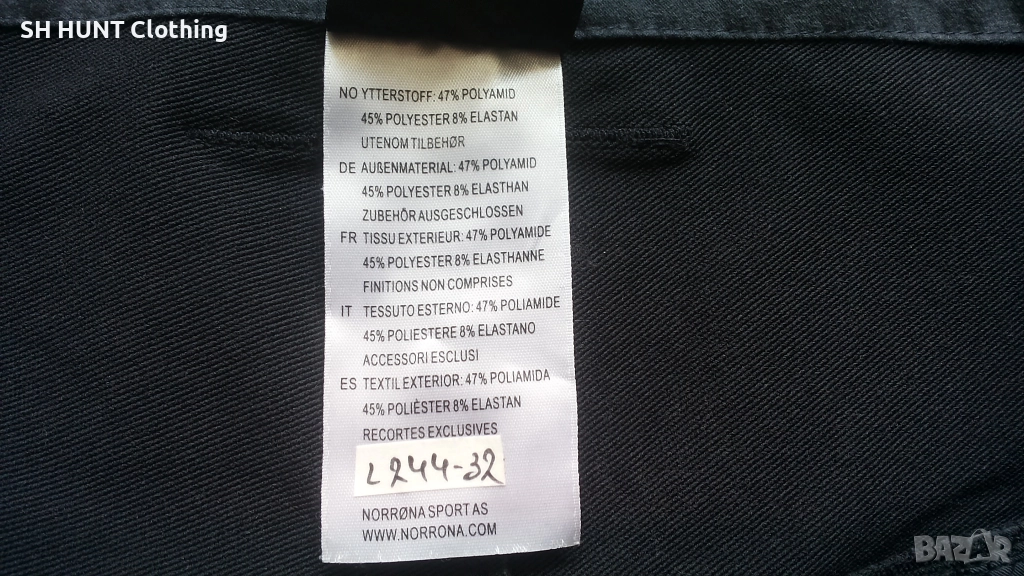 SH HUNT Clothing
NO YTTERSTOFF: 47% POLYAMID
45% POLYESTER 8% ELASTAN
UTENOM TILBEHØR
DE AUßENMATERIAL: 47% POLYAMID
45% POLYESTER 8% ELASTHAN
ZUBEHÖR AUSGESCHLOSSEN
FR TISSU EXTERIEUR: 47% POLYAMIDE
45% POLYESTER 8% ELASTHANNE
FINITIONS NON COMPRISES
IT TESSUTO ESTERNO: 47% POLIAMIDE
45% POLIESTERE 8% ELASTANO
ACCESSORI ESCLUSI
ES TEXTIL EXTERIOR: 47% POLIAMIDA
45% POLIÈSTER 8% ELASTAN
RECORTES EXCLUSIVES
L244-32
NORRØNA SPORT AS
WWW.NORRONA.COM
BAZAR